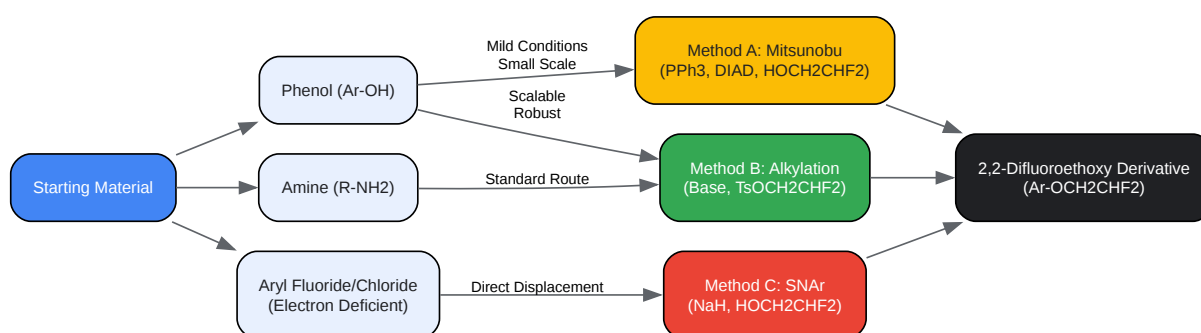 Starting Material
Phenol (Ar-OH)
Amine (R-NH2)
Aryl Fluoride/Chloride
(Electron Deficient)
Mild Conditions
Small Scale
Scalable
Robust
Standard Route
Direct Displacement
Method A: Mitsunobu
(PPh3, DIAD, HOCH2CHF2)
Method B: Alkylation
(Base, TsOCH2CHF2)
Method C: SNAr
(NaH, HOCH2CHF2)
2,2-Difluoroethoxy Derivative
(Ar-OCH2CHF2)